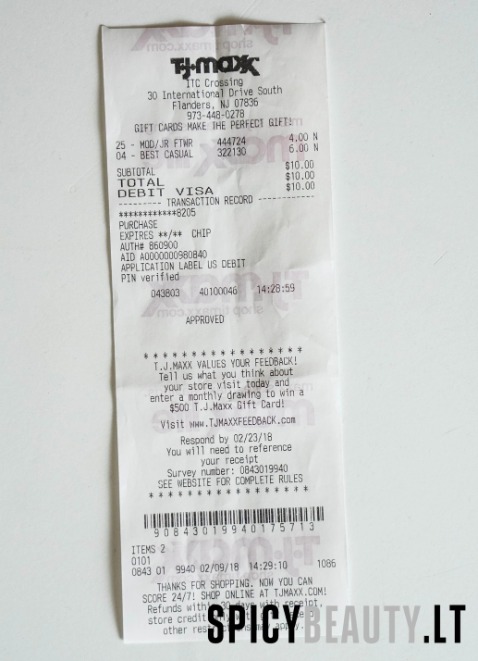 T·J·maxx
ITC Crossing
30 International Drive South
Flanders, NJ 07836
973-448-0278
GIFT CARDS MAKE THE PERFECT GIFT!
25 - MOD/JR FTWR 444724 4.00 N
04 - BEST CASUAL 322130 6.00 N
SUBTOTAL $10.00
TOTAL $10.00
DEBIT VISA $10.00
--------- TRANSACTION RECORD ------------
************8205
PURCHASE
EXPIRES **/** CHIP
AUTH# 860900
AID A0000000980840
APPLICATION LABEL US DEBIT
PIN verified
043803 40100046 14:28:59
APPROVED
* * * * * * * * * * * * * * * * *
T.J.MAXX VALUES YOUR FEEDBACK!
Tell us what you think about
your store visit today and
enter a monthly drawing to win a
$500 T.J.Maxx Gift Card!
Visit www.TJMAXXFEEDBACK.com
Respond by 02/23/18
You will need to reference
your receipt
Survey number: 0843019940
SEE WEBSITE FOR COMPLETE RULES
* * * * * * * * * * * * * * * * *
90843019940175713
ITEMS 2
0101
0843 01 9940 02/09/18 14:29:10 1086
THANKS FOR SHOPPING. NOW YOU CAN
SCORE 24/7! SHOP ONLINE AT TJMAXX.COM!
Refunds within 30 days with receipt,
store credit
other
SPICYBEAUTY.LT